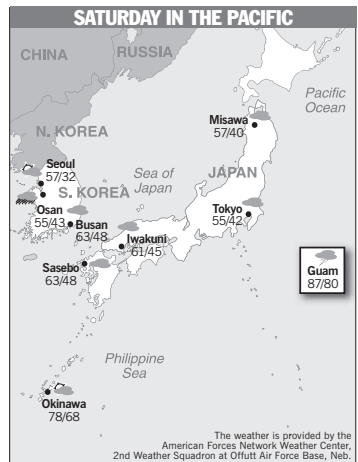 SATURDAY IN THE PACIFIC
CHINA
RUSSIA
Pacific
Ocean
Misawa
57/40
N. KOREA
Seoul
57/32
Sea of
Japan
JAPAN
S. KOREA
Osan
55/43
Busan
63/48
Tokyo
55/42
Iwakuni
61/45
Sasebo
63/48
Guam
87/80
Philippine
Sea
Okinawa
78/68
The weather is provided by the
American Forces Network Weather Center,
2nd Weather Squadron at Offutt Air Force Base, Neb.